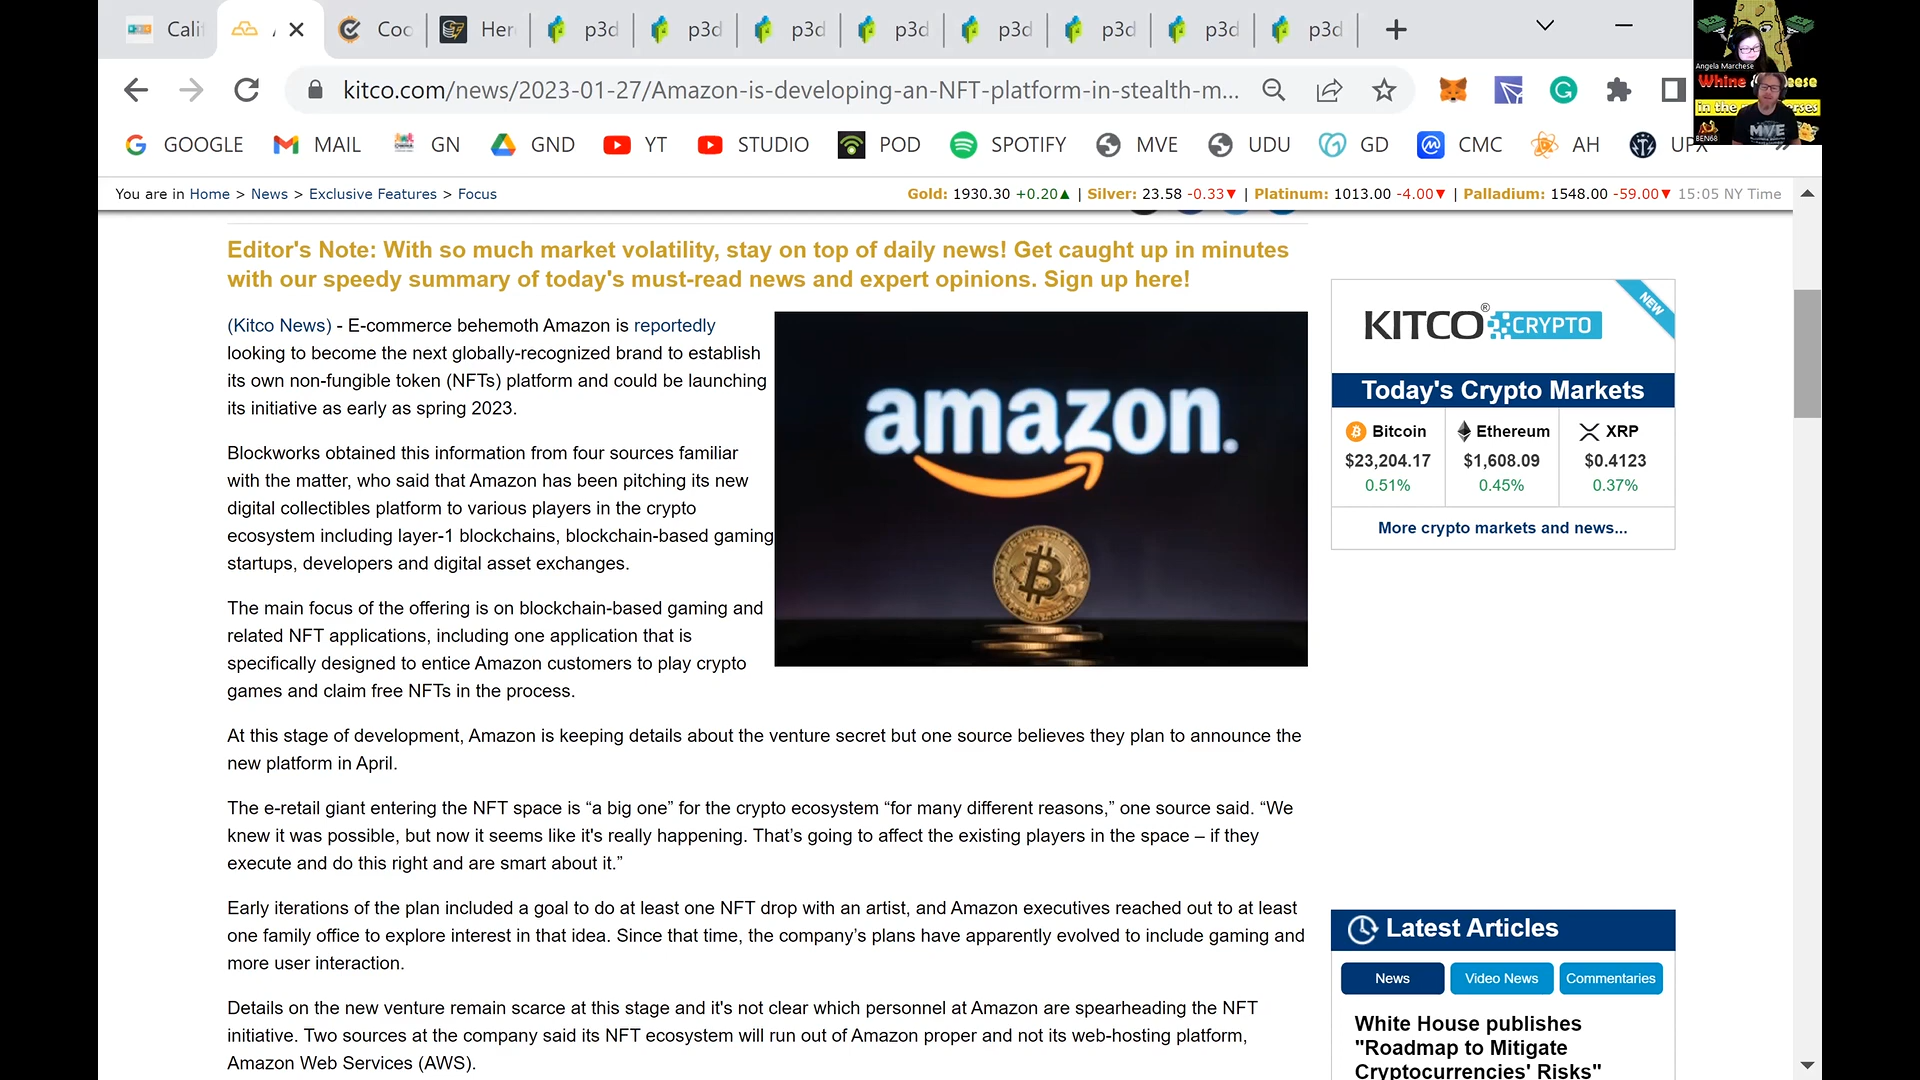 Cali
Coc
Her
p3d
p3d
p3d
p3d
p3d
p3d
p3d
p3d
kitco.com/news/2023-01-27/Amazon-is-developing-an-NFT-platform-in-stealth-m...
Angela Marchese
Whine
in the
BEN68
MVE
GOOGLE
MAIL
GN
GND
YT
STUDIO
POD
SPOTIFY
MVE
UDU
GD
CMC
AH
UPX
You are in Home > News > Exclusive Features > Focus
Gold: 1930.30 +0.20▲ | Silver: 23.58 -0.33▼ | Platinum: 1013.00 -4.00▼ | Palladium: 1548.00 -59.00▼ 15:05 NY Time
Editor's Note: With so much market volatility, stay on top of daily news! Get caught up in minutes
with our speedy summary of today's must-read news and expert opinions. Sign up here!
(Kitco News) - E-commerce behemoth Amazon is reportedly
looking to become the next globally-recognized brand to establish
its own non-fungible token (NFTs) platform and could be launching
its initiative as early as spring 2023.
Blockworks obtained this information from four sources familiar
with the matter, who said that Amazon has been pitching its new
digital collectibles platform to various players in the crypto
ecosystem including layer-1 blockchains, blockchain-based gaming
startups, developers and digital asset exchanges.
The main focus of the offering is on blockchain-based gaming and
related NFT applications, including one application that is
specifically designed to entice Amazon customers to play crypto
games and claim free NFTs in the process.
amazon.
At this stage of development, Amazon is keeping details about the venture secret but one source believes they plan to announce the
new platform in April.
The e-retail giant entering the NFT space is “a big one” for the crypto ecosystem “for many different reasons,” one source said. “We
knew it was possible, but now it seems like it's really happening. That’s going to affect the existing players in the space – if they
execute and do this right and are smart about it.”
Early iterations of the plan included a goal to do at least one NFT drop with an artist, and Amazon executives reached out to at least
one family office to explore interest in that idea. Since that time, the company’s plans have apparently evolved to include gaming and
more user interaction.
Details on the new venture remain scarce at this stage and it's not clear which personnel at Amazon are spearheading the NFT
initiative. Two sources at the company said its NFT ecosystem will run out of Amazon proper and not its web-hosting platform,
Amazon Web Services (AWS).
NEW
KITCO® CRYPTO
Today's Crypto Markets
Bitcoin
$23,204.17
0.51%
Ethereum
$1,608.09
0.45%
XRP
$0.4123
0.37%
More crypto markets and news...
Latest Articles
News
Video News
Commentaries
White House publishes
"Roadmap to Mitigate
Cryptocurrencies' Risks"